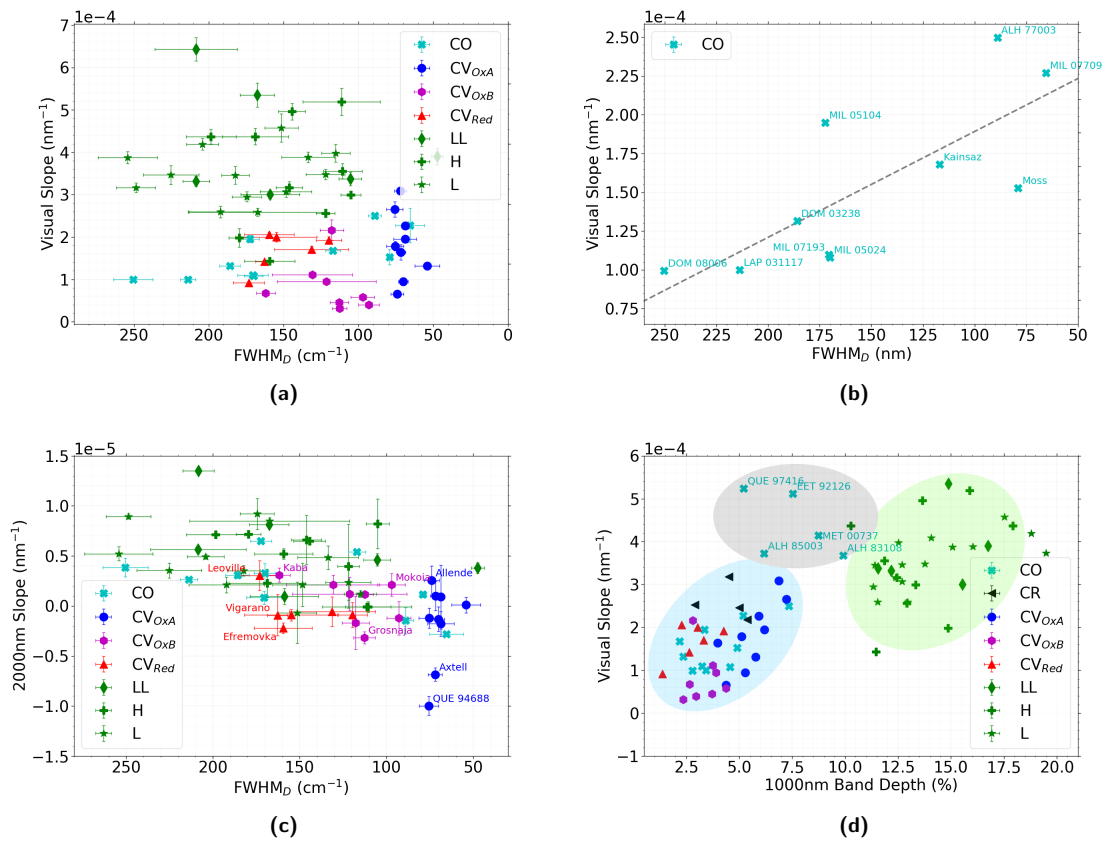 1e−4
7
6
5
4
3
2
1
0
Visual Slope (nm⁻¹)
250
200
150
100
50
0
FWHM_D (cm⁻¹)
CO
CV_OxA
CV_OxB
CV_Red
LL
H
L
(a)
1e−4
2.50
2.25
2.00
1.75
1.50
1.25
1.00
0.75
Visual Slope (nm⁻¹)
CO
ALH 77003
MIL 07709
MIL 05104
Kainsaz
Moss
DOM 03238
MIL 07193
MIL 05024
DOM 08006
LAP 031117
250
225
200
175
150
125
100
75
50
FWHM_D (nm)
(b)
1e−5
1.5
1.0
0.5
0.0
−0.5
−1.0
−1.5
2000nm Slope (nm⁻¹)
Leoville
Kaba
Mokoia
Allende
Vigarano
Efremovka
Grosnaja
Axtell
QUE 94688
CO
CV_OxA
CV_OxB
CV_Red
LL
H
L
250
200
150
100
50
FWHM_D (cm⁻¹)
(c)
1e−4
6
5
4
3
2
1
0
−1
Visual Slope (nm⁻¹)
QUE 97416
EET 92126
MET 00737
ALH 85003
ALH 83108
CO
CR
CV_OxA
CV_OxB
CV_Red
LL
H
L
2.5
5.0
7.5
10.0
12.5
15.0
17.5
20.0
1000nm Band Depth (%)
(d)